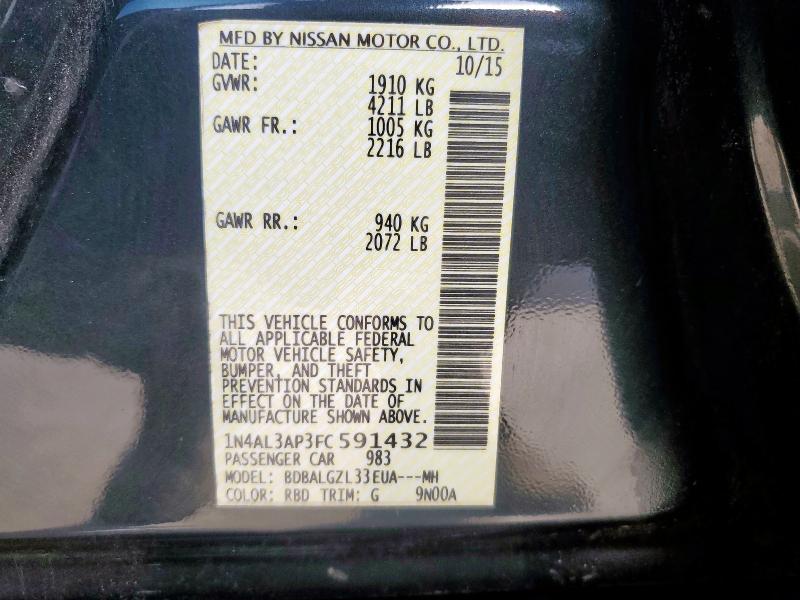 MFD BY NISSAN MOTOR CO., LTD.
DATE: 10/15
GVWR: 1910 KG
4211 LB
GAWR FR.: 1005 KG
2216 LB
GAWR RR.: 940 KG
2072 LB
THIS VEHICLE CONFORMS TO
ALL APPLICABLE FEDERAL
MOTOR VEHICLE SAFETY,
BUMPER, AND THEFT
PREVENTION STANDARDS IN
EFFECT ON THE DATE OF
MANUFACTURE SHOWN ABOVE.
1N4AL3AP3FC591432
PASSENGER CAR 983
MODEL: BDBALGZL33EUA---MH
COLOR: RBD TRIM: G 9N00A